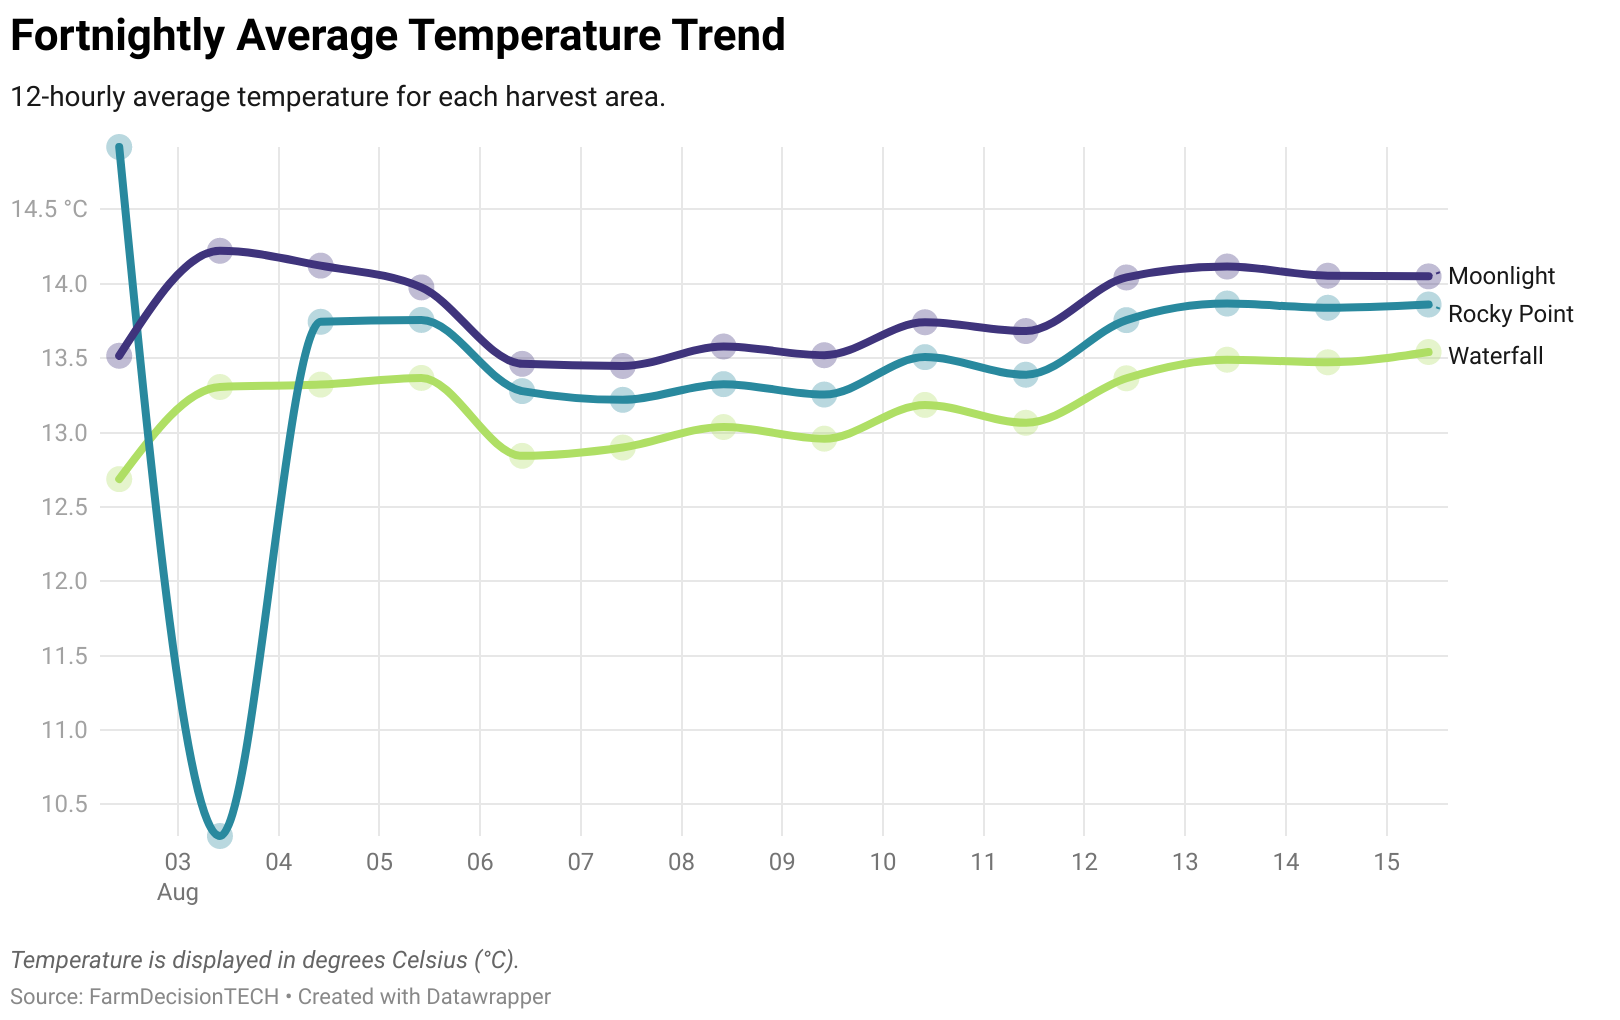 Fortnightly Average Temperature Trend
12-hourly average temperature for each harvest area.
14.5 °C
14.0
13.5
13.0
12.5
12.0
11.5
11.0
10.5
Moonlight
Rocky Point
Waterfall
03 04 05 06 07 08 09 10 11 12 13 14 15
Aug
Temperature is displayed in degrees Celsius (°C).
Source: FarmDecisionTECH • Created with Datawrapper